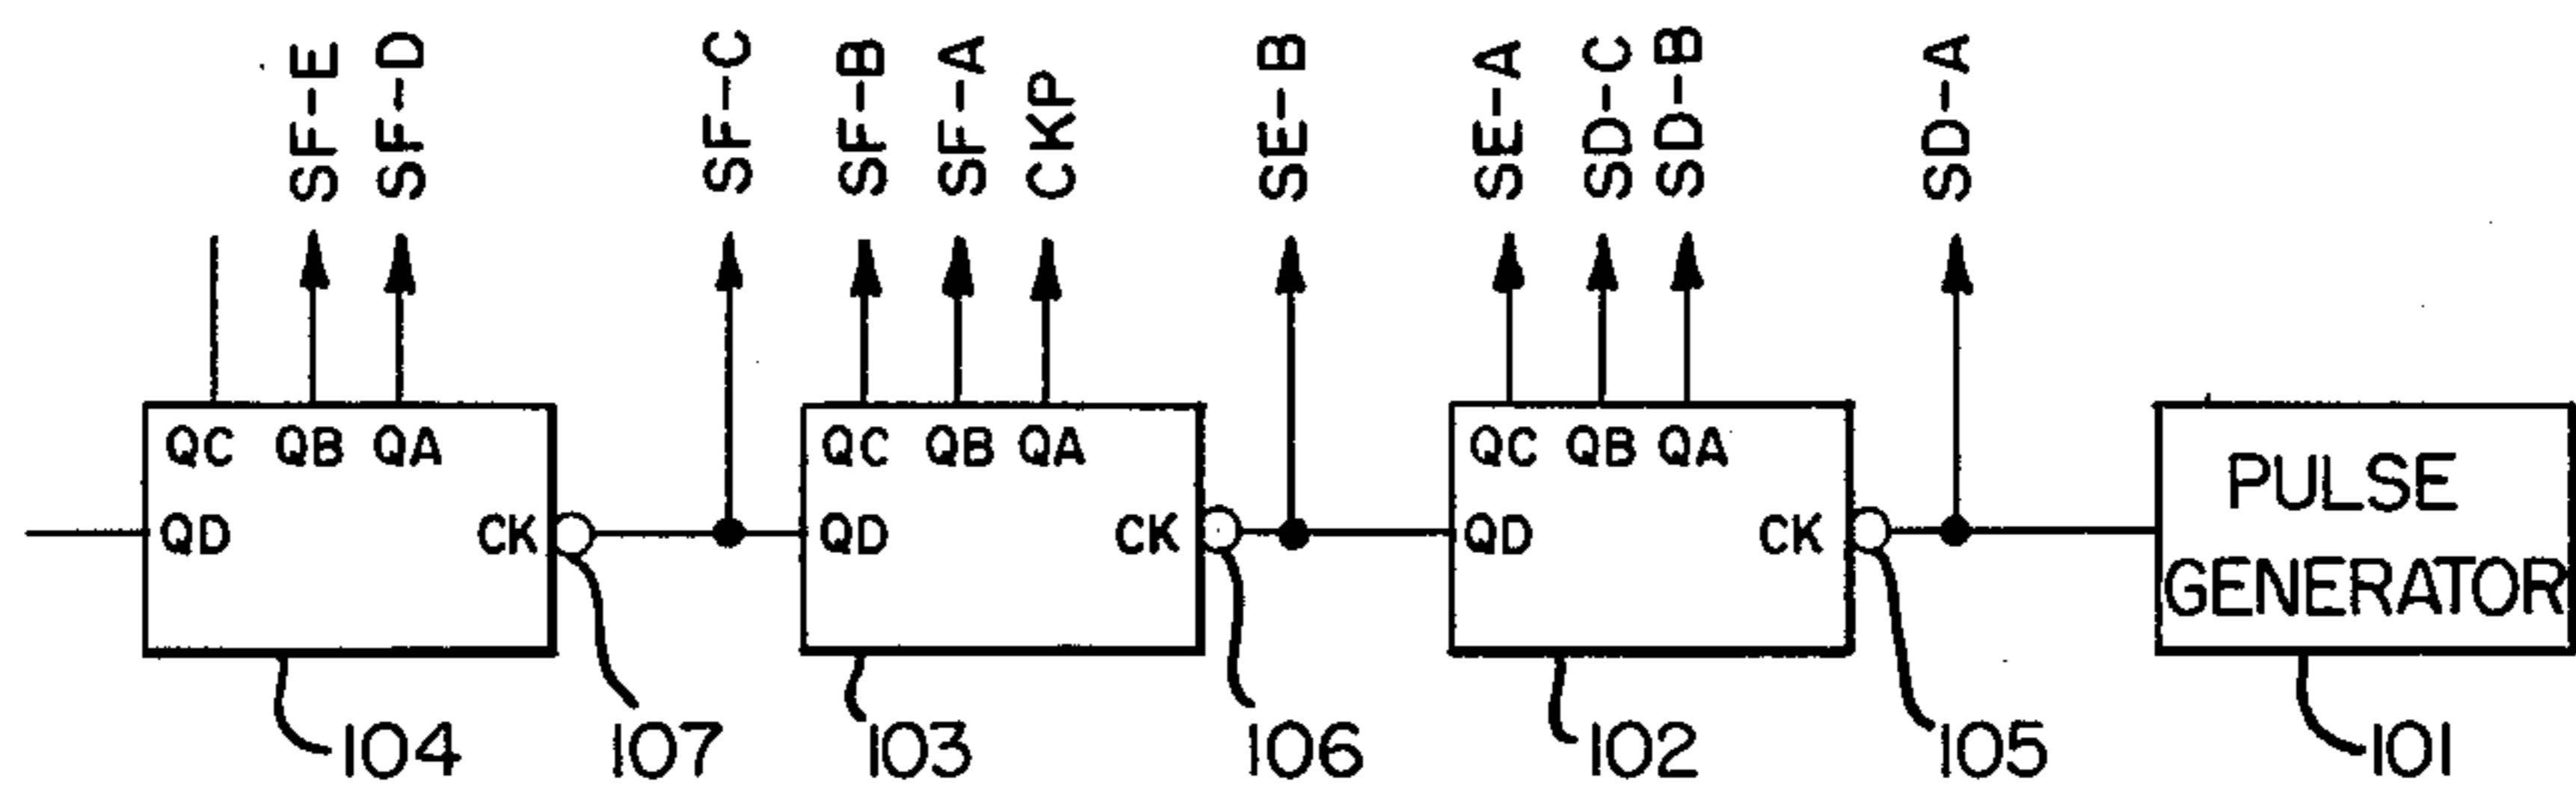 SF-E
SF-D
SF-C
SF-B
SF-A
CKP
SE-B
SE-A
SD-C
SD-B
SD-A
QC QB QA
QD CK
QC QB QA
QD CK
QC QB QA
QD CK
PULSE
GENERATOR
104
107
103
106
102
105
101